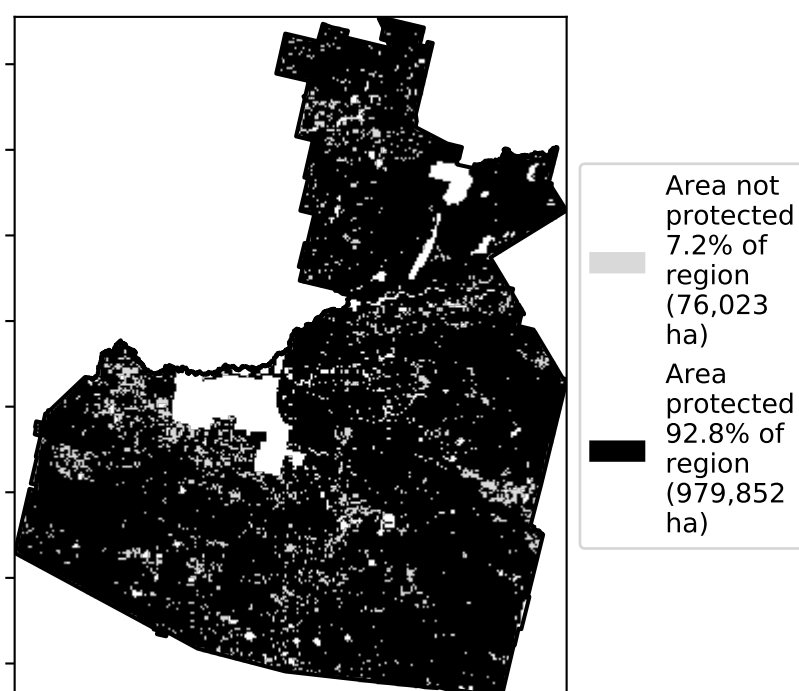 Area not
protected
7.2% of
region
(76,023
ha)
Area
protected
92.8% of
region
(979,852
ha)